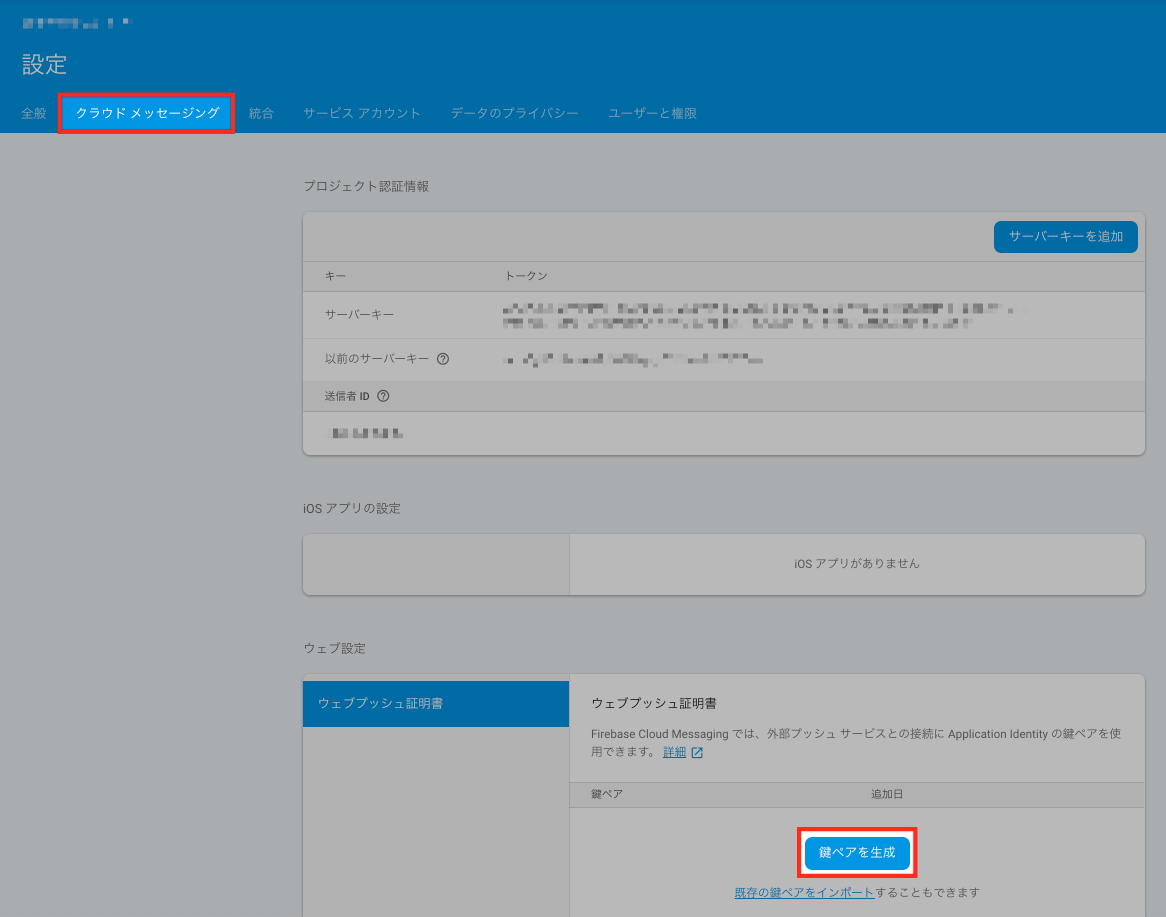 設定
全般
クラウド メッセージング
統合
サービス アカウント
データのプライバシー
ユーザーと権限
プロジェクト認証情報
サーバーキーを追加
キー
トークン
サーバーキー
以前のサーバーキー
送信者 ID
iOS アプリの設定
iOS アプリがありません
ウェブ設定
ウェブプッシュ証明書
ウェブプッシュ証明書
Firebase Cloud Messaging では、外部プッシュ サービスとの接続に Application Identity の鍵ペアを使
用できます。 詳細
鍵ペア
追加日
鍵ペアを生成
既存の鍵ペアをインポートすることもできます